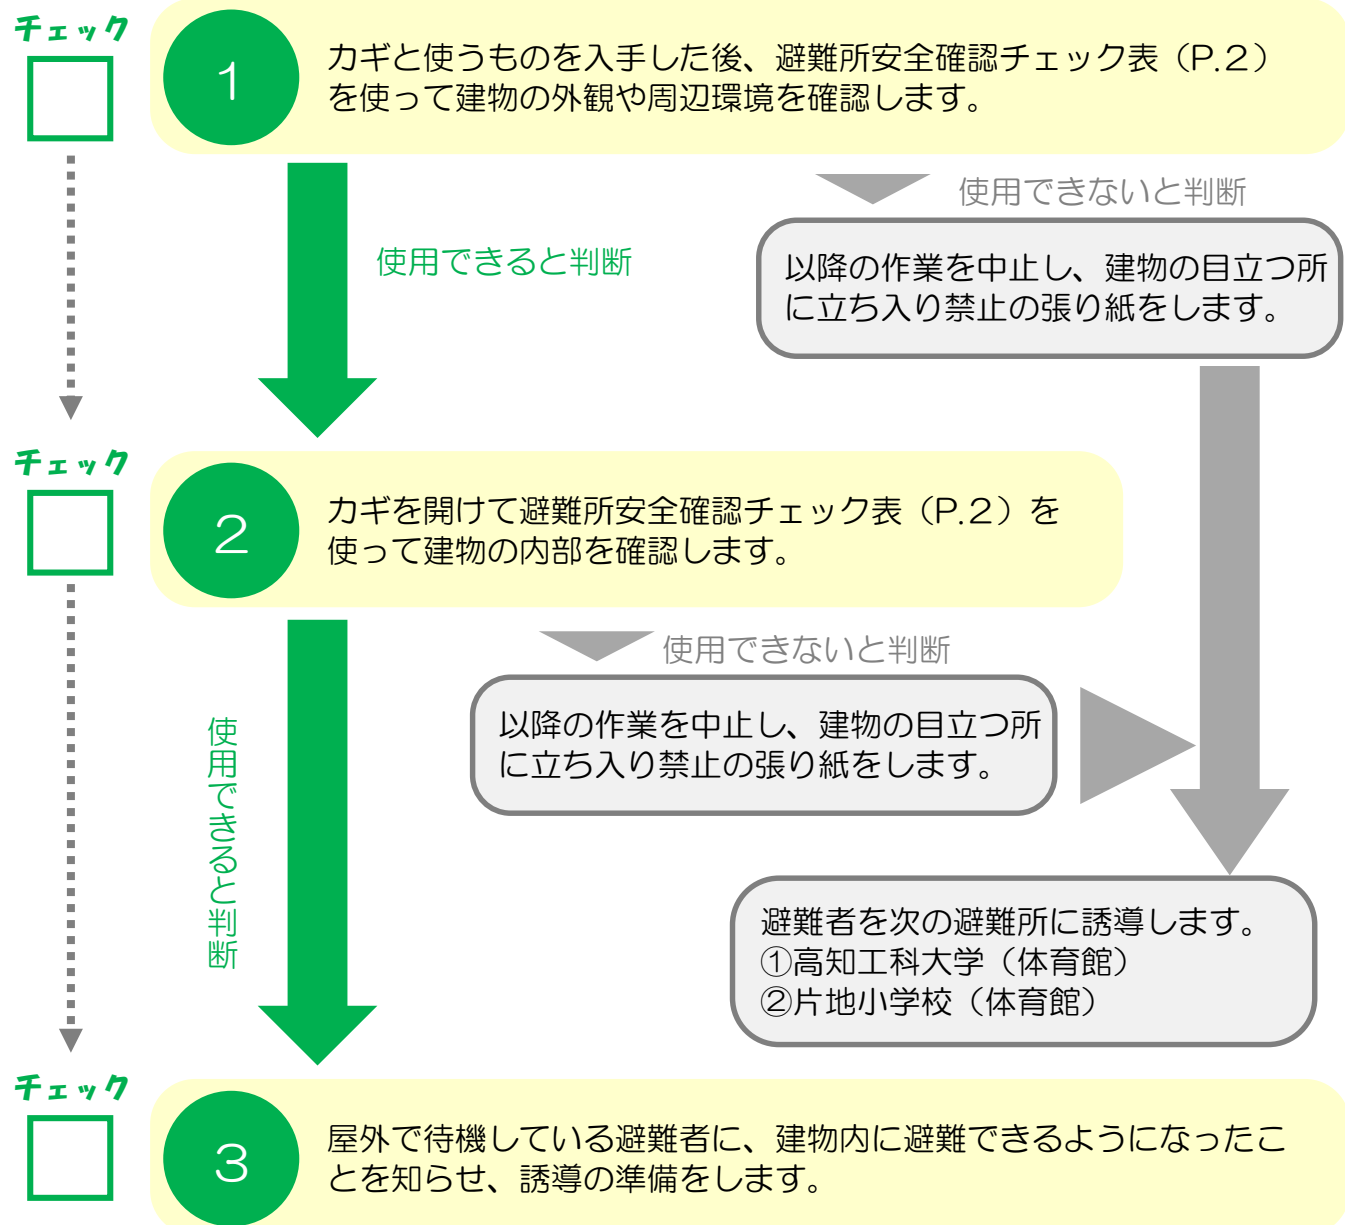 チェック
1
カギと使うものを入手した後、避難所安全確認チェック表（P.2）
を使って建物の外観や周辺環境を確認します。
使用できないと判断
使用できると判断
以降の作業を中止し、建物の目立つ所
に立ち入り禁止の張り紙をします。
チェック
2
カギを開けて避難所安全確認チェック表（P.2）を
使って建物の内部を確認します。
使用できないと判断
以降の作業を中止し、建物の目立つ所
に立ち入り禁止の張り紙をします。
使用できると判断
避難者を次の避難所に誘導します。
①高知工科大学（体育館）
②片地小学校（体育館）
チェック
3
屋外で待機している避難者に、建物内に避難できるようになったこ
とを知らせ、誘導の準備をします。